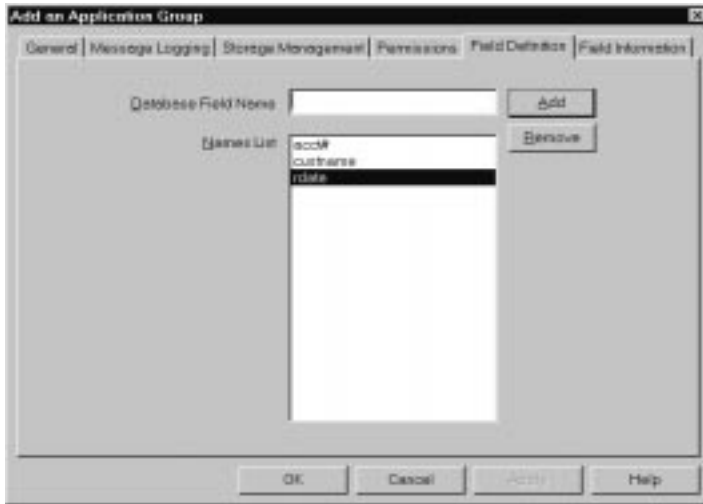 Add an Application Group
General Message Logging Storage Management Permissions Field Definition Field Information
Database Field Name Add
Names List Remove
acct#
custname
rdate
OK Cancel Apply Help